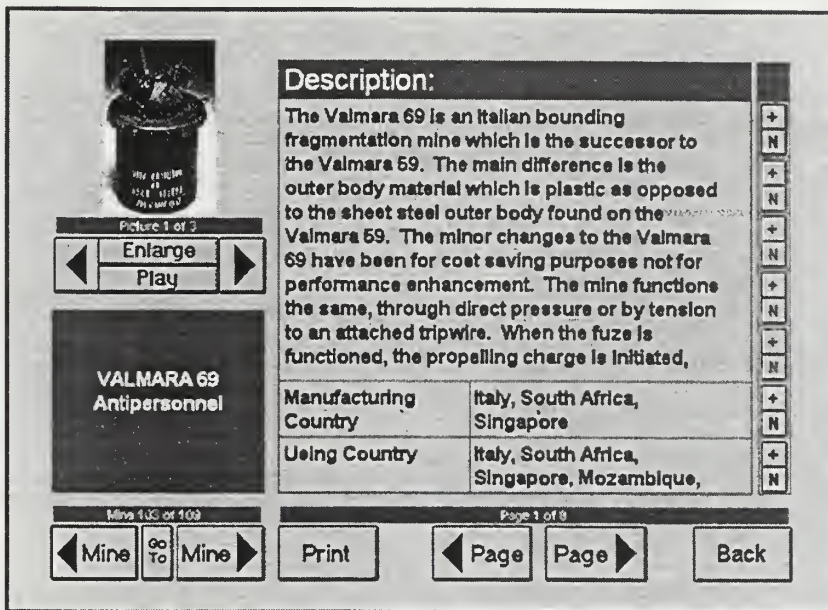 Description:
The Valmara 69 is an Italian bounding
fragmentation mine which is the successor to
the Valmara 59. The main difference is the
outer body material which is plastic as opposed
to the sheet steel outer body found on the
Valmara 59. The minor changes to the Valmara
69 have been for cost saving purposes not for
performance enhancement. The mine functions
the same, through direct pressure or by tension
to an attached tripwire. When the fuze is
functioned, the propelling charge is initiated,
Manufacturing Country
Italy, South Africa,
Singapore
Using Country
Italy, South Africa,
Singapore, Mozambique,
+
N
+
N
+
N
+
N
+
N
+
N
+
N
Picture 1 of 3
Enlarge
Play
VALMARA 69
Antipersonnel
Mine 103 of 109
Mine
Go
To
Mine
Page 1 of 8
Print
Page
Page
Back